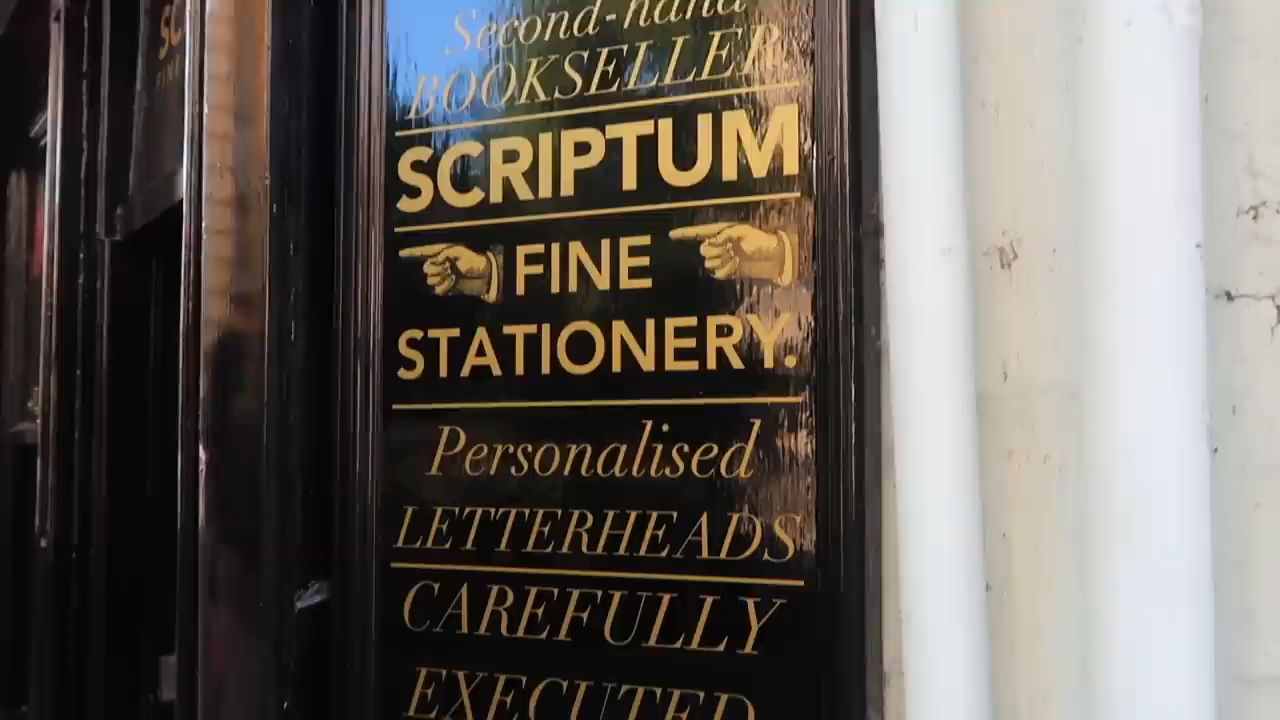 Second-hand
BOOKSELLER
SCRIPTUM
FINE
STATIONERY.
Personalised
LETTERHEADS
CAREFULLY
EXECUTED